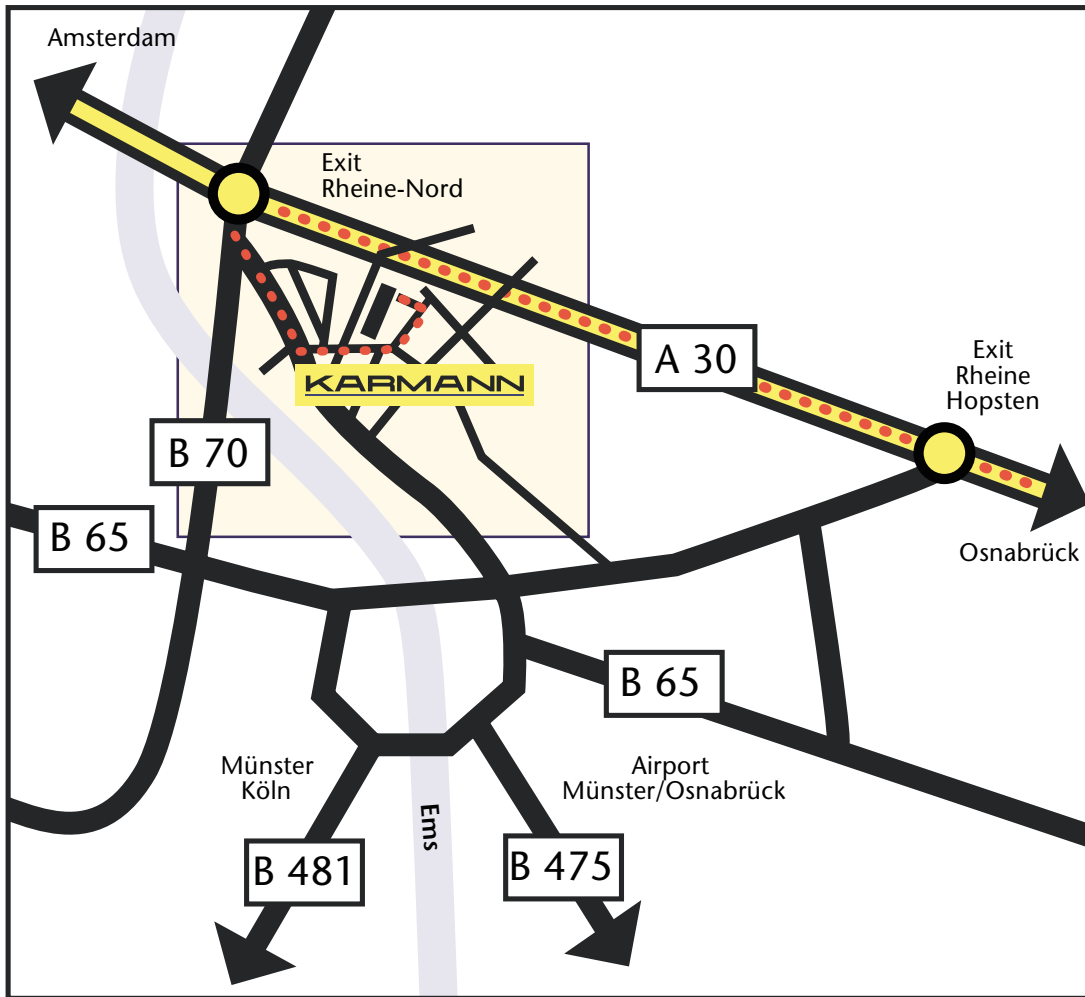 Amsterdam
Exit
Rheine-Nord
A 30
Exit
Rheine
Hopsten
KARMANN
B 70
B 65
Osnabrück
B 65
Münster
Köln
Airport
Münster/Osnabrück
Ems
B 481
B 475